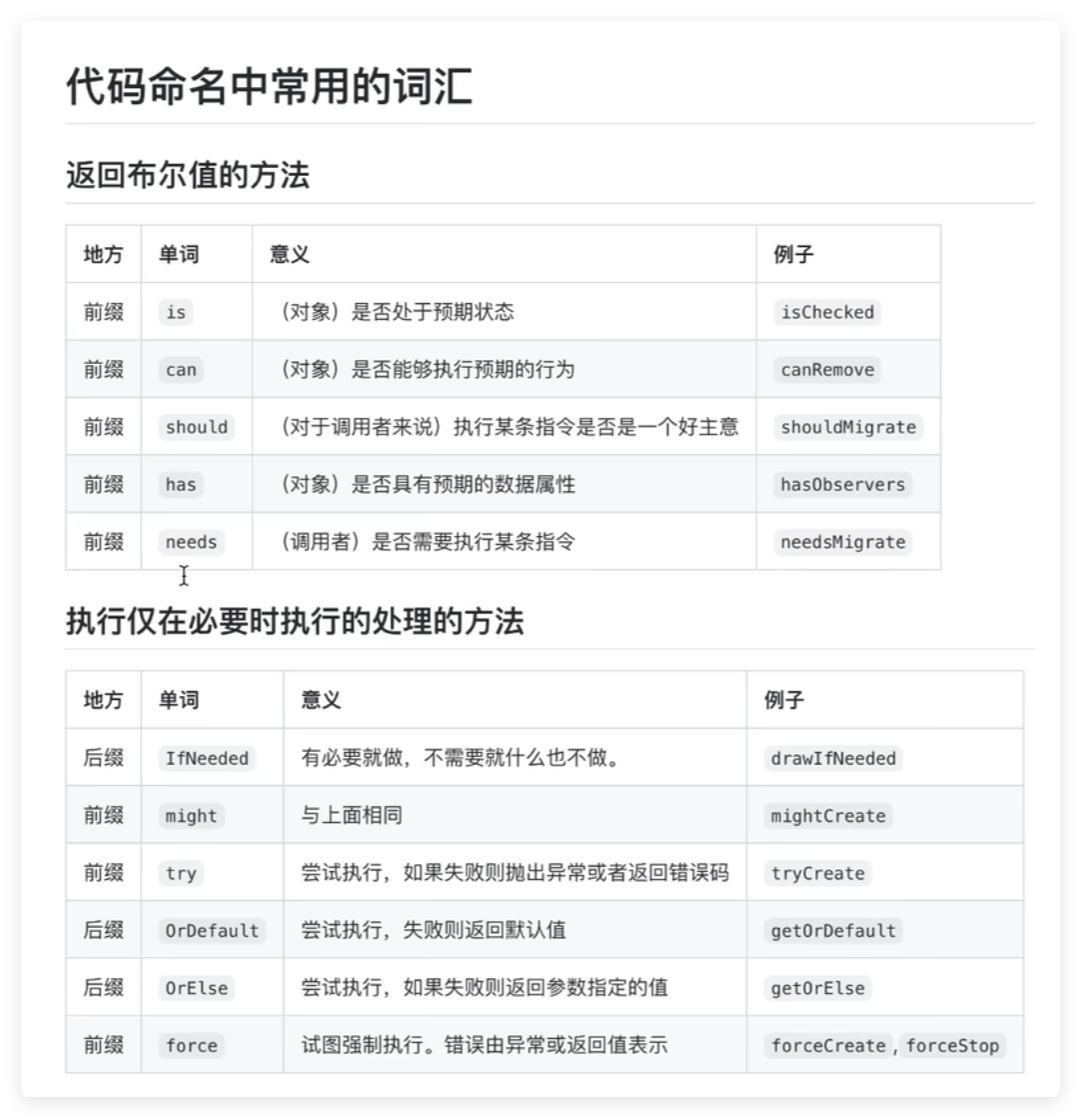 代码命名中常用的词汇
返回布尔值的方法
地方 单词 意义 例子
前缀 is （对象）是否处于预期状态 isChecked
前缀 can （对象）是否能够执行预期的行为 canRemove
前缀 should （对于调用者来说）执行某条指令是否是一个好主意 shouldMigrate
前缀 has （对象）是否具有预期的数据属性 hasObservers
前缀 needs （调用者）是否需要执行某条指令 needsMigrate
执行仅在必要时执行的处理的方法
地方 单词 意义 例子
后缀 IfNeeded 有必要就做，不需要就什么也不做。 drawIfNeeded
前缀 might 与上面相同 mightCreate
前缀 try 尝试执行，如果失败则抛出异常或者返回错误码 tryCreate
后缀 OrDefault 尝试执行，失败则返回默认值 getOrDefault
后缀 OrElse 尝试执行，如果失败则返回参数指定的值 getOrElse
前缀 force 试图强制执行。错误由异常或返回值表示 forceCreate,forceStop